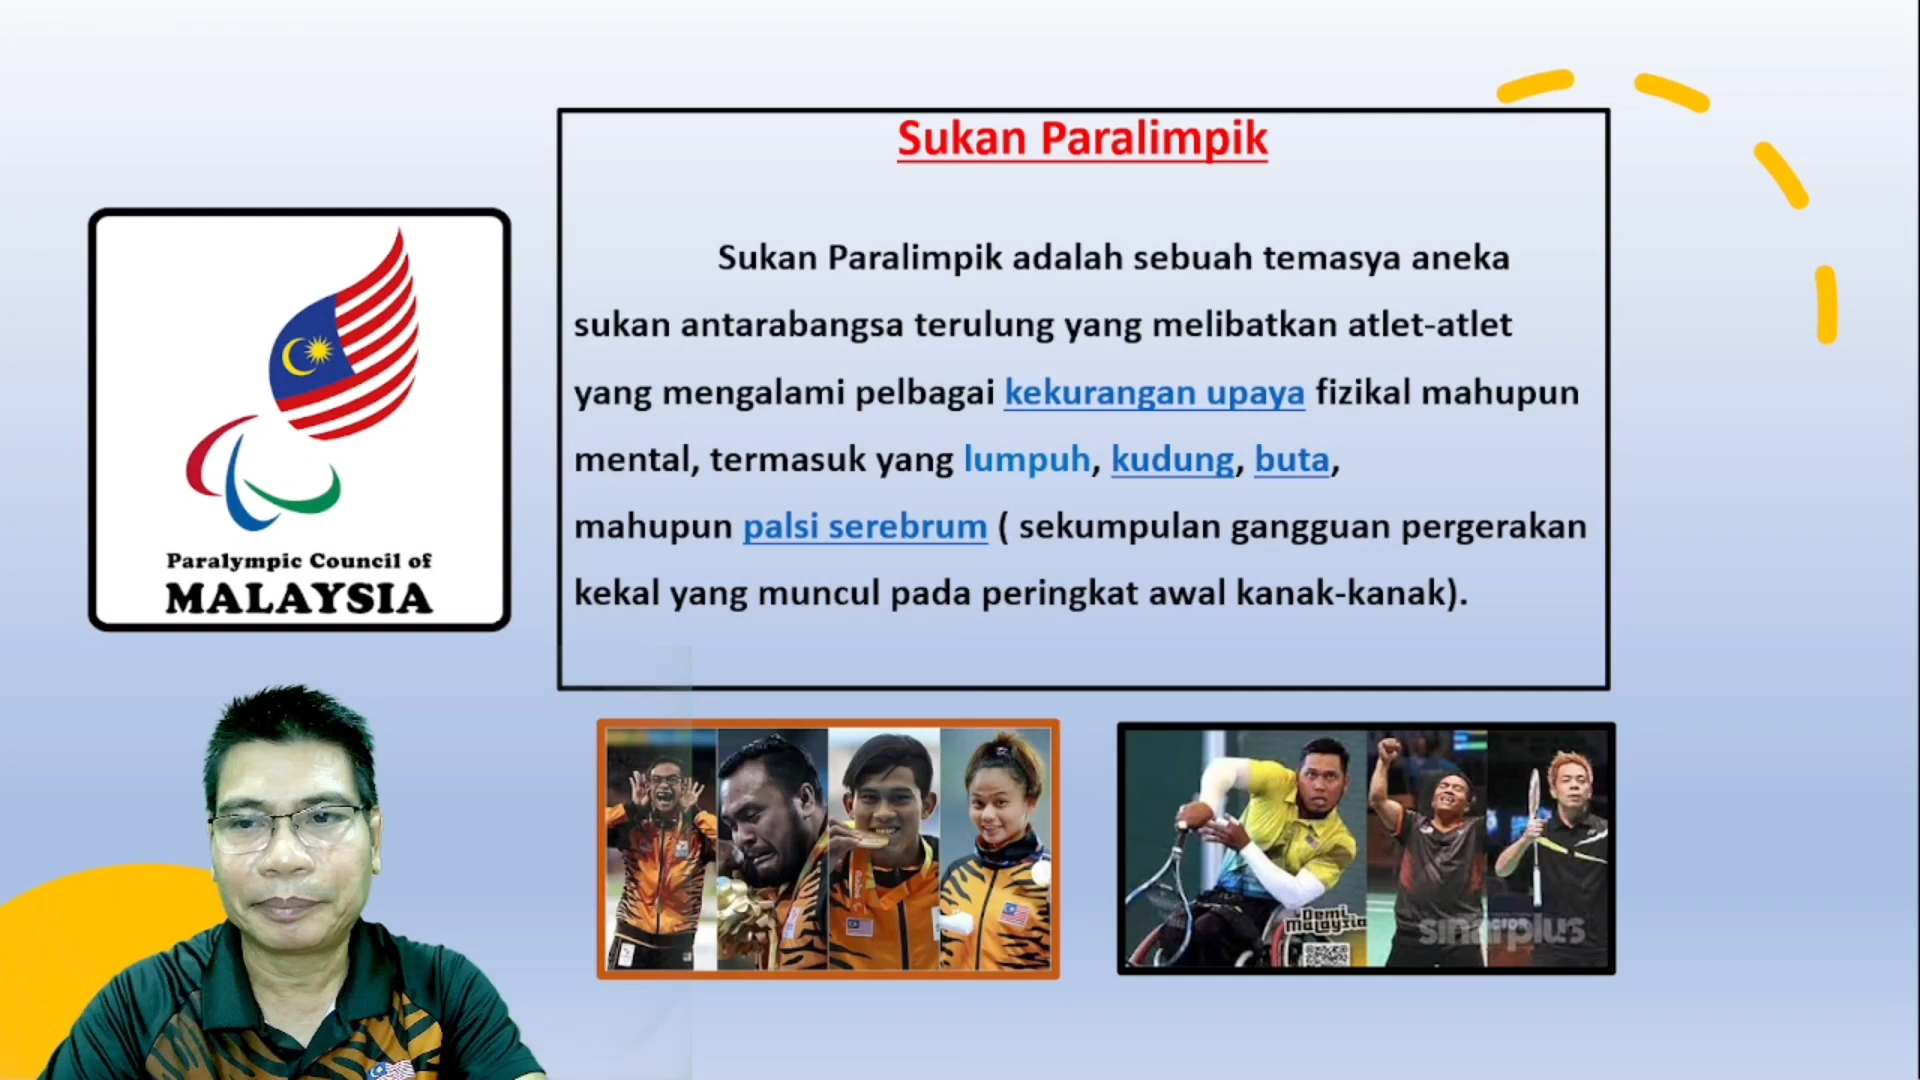 Sukan Paralimpik
Sukan Paralimpik adalah sebuah temasya aneka
sukan antarabangsa terulung yang melibatkan atlet-atlet
yang mengalami pelbagai kekurangan upaya fizikal mahupun
mental, termasuk yang lumpuh, kudung, buta,
mahupun palsi serebrum ( sekumpulan gangguan pergerakan
kekal yang muncul pada peringkat awal kanak-kanak).
Paralympic Council of
MALAYSIA
Demi
malaysia
sinarplus